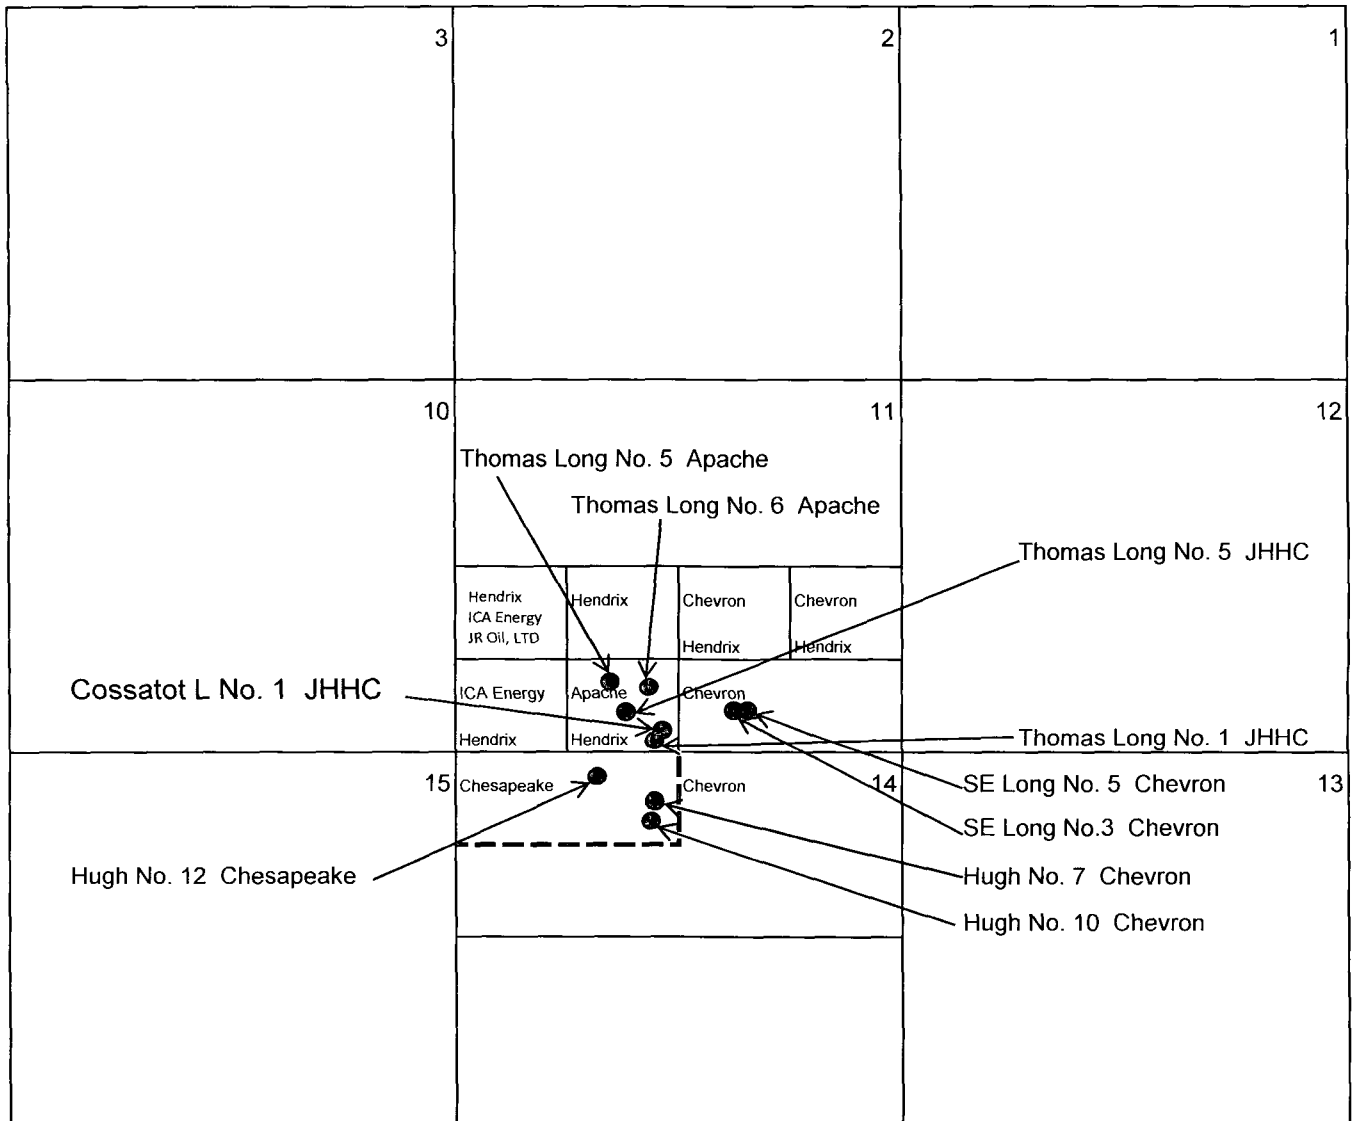 3
2
1
10
11
12
Thomas Long No. 5  Apache
Thomas Long No. 6  Apache
Thomas Long No. 5  JHHC
Hendrix
ICA Energy
JR Oil, LTD
Hendrix
Chevron
Hendrix
Chevron
Hendrix
Cossatot L No. 1  JHHC
ICA Energy
Hendrix
Apache
Hendrix
Chevron
Thomas Long No. 1  JHHC
15
Chesapeake
Chevron
14
13
SE Long No. 5  Chevron
SE Long No.3  Chevron
Hugh No. 12  Chesapeake
Hugh No. 7  Chevron
Hugh No. 10  Chevron